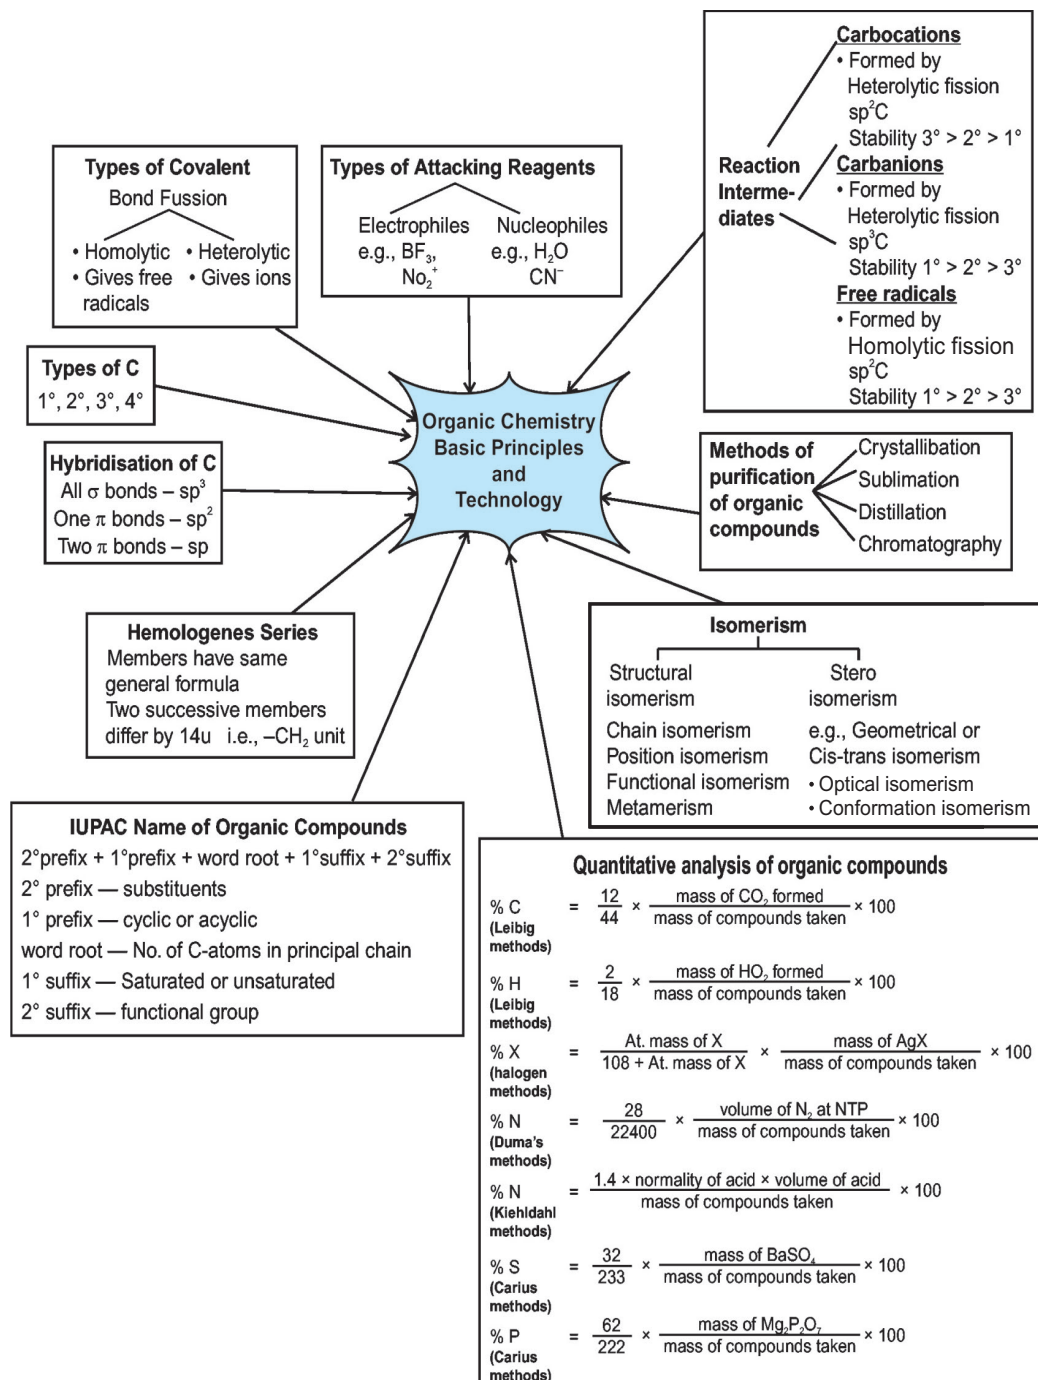 Types of Covalent
Bond Fussion
• Homolytic • Heterolytic
• Gives free • Gives ions
radicals
Types of Attacking Reagents
Electrophiles Nucleophiles
e.g., BF₃, e.g., H₂O
No₂⁺ CN⁻
Reaction
Interme-
diates
Carbocations
• Formed by
Heterolytic fission
sp²C
Stability 3° > 2° > 1°
Carbanions
• Formed by
Heterolytic fission
sp³C
Stability 1° > 2° > 3°
Free radicals
• Formed by
Homolytic fission
sp²C
Stability 1° > 2° > 3°
Types of C
1°, 2°, 3°, 4°
Organic Chemistry
Basic Principles
and
Technology
Hybridisation of C
All σ bonds – sp³
One π bonds – sp²
Two π bonds – sp
Methods of
purification
of organic
compounds
Crystallibation
Sublimation
Distillation
Chromatography
Hemologenes Series
Members have same
general formula
Two successive members
differ by 14u i.e., –CH₂ unit
Isomerism
Structural
isomerism
Chain isomerism
Position isomerism
Functional isomerism
Metamerism
Stero
isomerism
e.g., Geometrical or
Cis-trans isomerism
• Optical isomerism
• Conformation isomerism
IUPAC Name of Organic Compounds
2°prefix + 1°prefix + word root + 1°suffix + 2°suffix
2° prefix — substituents
1° prefix — cyclic or acyclic
word root — No. of C-atoms in principal chain
1° suffix — Saturated or unsaturated
2° suffix — functional group
Quantitative analysis of organic compounds
% C (Leibig methods) = 12/44 × mass of CO₂ formed/mass of compounds taken × 100
% H (Leibig methods) = 2/18 × mass of HO₂ formed/mass of compounds taken × 100
% X (halogen methods) = At. mass of X/108 + At. mass of X × mass of AgX/mass of compounds taken × 100
% N (Duma's methods) = 28/22400 × volume of N₂ at NTP/mass of compounds taken × 100
% N (Kiehldahl methods) = 1.4 × normality of acid × volume of acid/mass of compounds taken × 100
% S (Carius methods) = 32/233 × mass of BaSO₄/mass of compounds taken × 100
% P (Carius methods) = 62/222 × mass of Mg₂P₂O₇/mass of compounds taken × 100